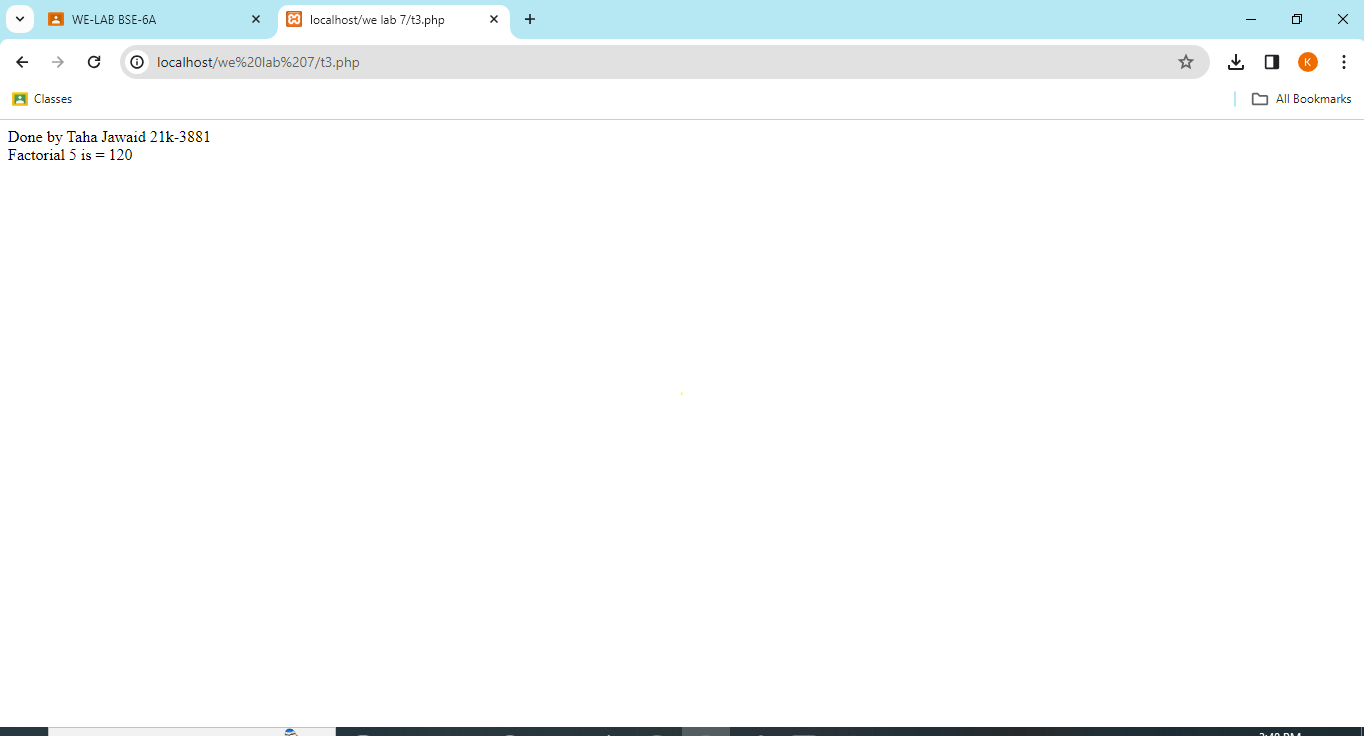 WE-LAB BSE-6A
localhost/we lab 7/t3.php
localhost/we%20lab%207/t3.php
K
Classes
All Bookmarks
Done by Taha Jawaid 21k-3881
Factorial 5 is = 120